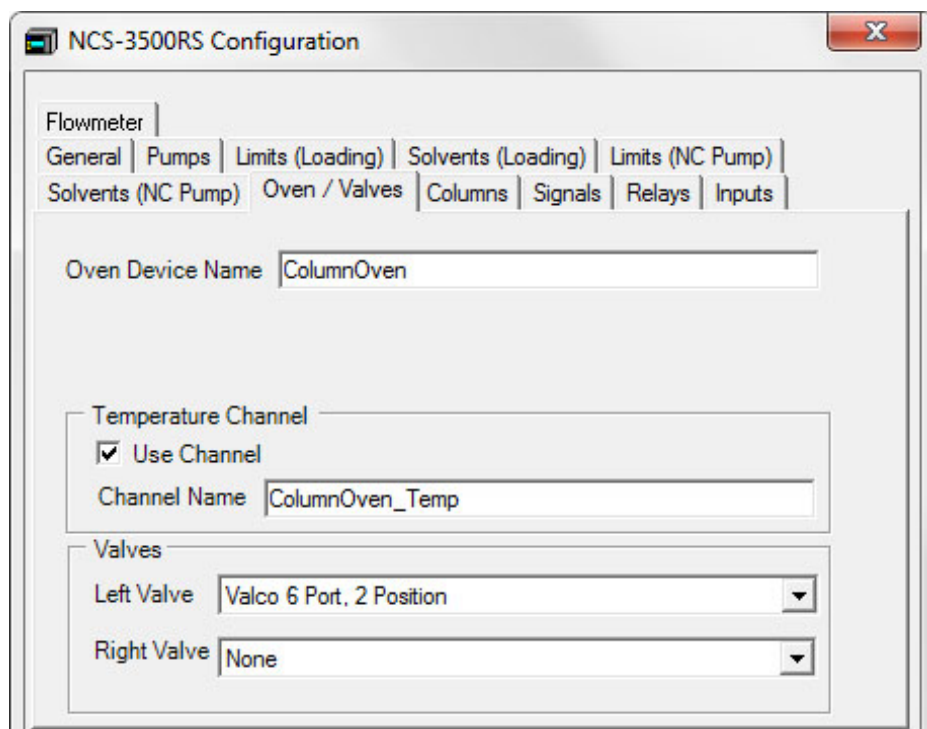 NCS-3500RS Configuration
Flowmeter
General Pumps Limits (Loading) Solvents (Loading) Limits (NC Pump)
Solvents (NC Pump) Oven / Valves Columns Signals Relays Inputs
Oven Device Name ColumnOven
Temperature Channel
Use Channel
Channel Name ColumnOven_Temp
Valves
Left Valve Valco 6 Port, 2 Position
Right Valve None